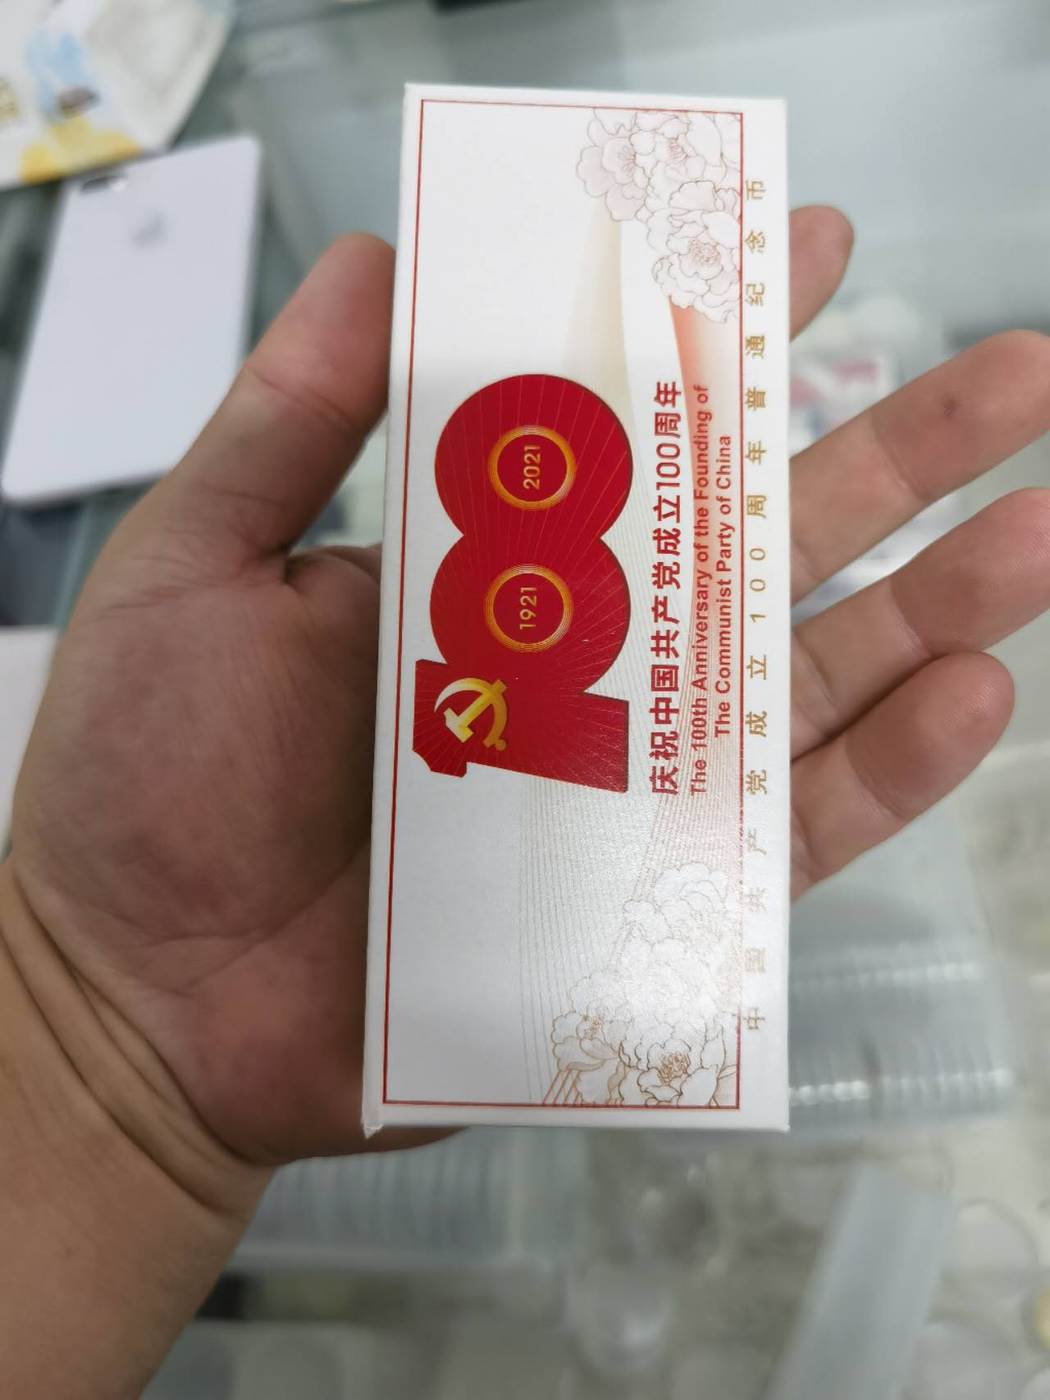 1921
2021
庆祝中国共产党成立100周年
The 100th Anniversary of the Founding of
The Communist Party of China
中国共产党成立100周年普通纪念币